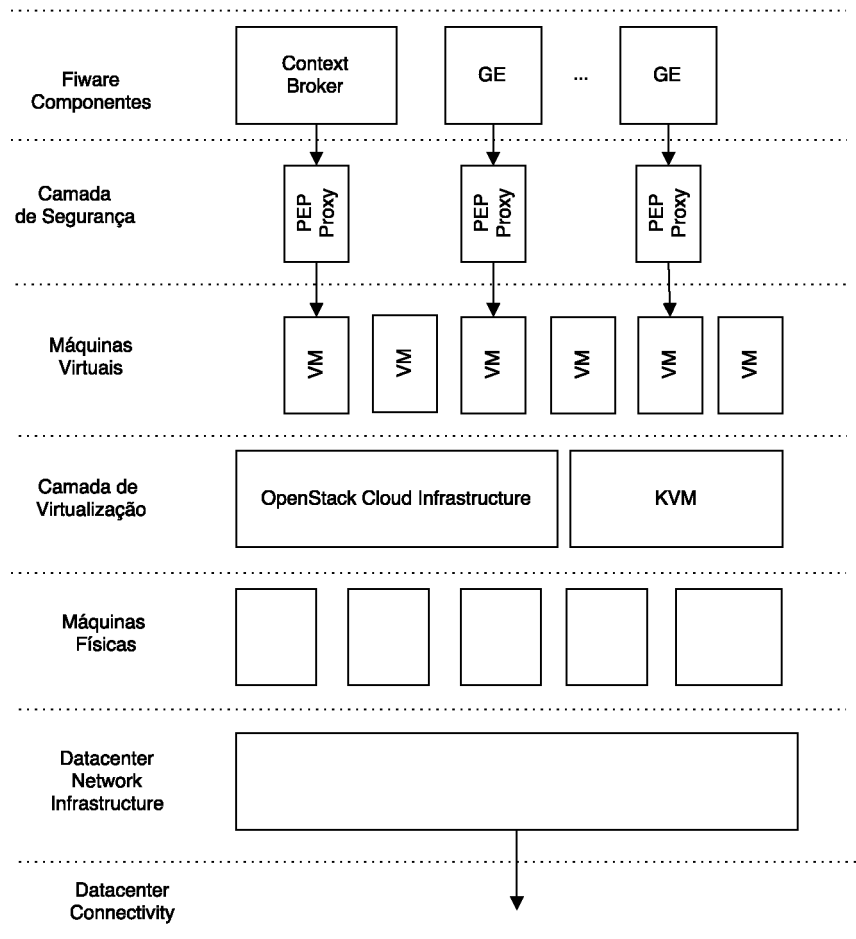 Fiware
Componentes
Context
Broker
GE
...
GE
Camada
de Segurança
PEP
Proxy
PEP
Proxy
PEP
Proxy
Máquinas
Virtuais
VM
VM
VM
VM
VM
VM
Camada de
Virtualização
OpenStack Cloud Infrastructure
KVM
Máquinas
Físicas
Datacenter
Network
Infrastructure
Datacenter
Connectivity